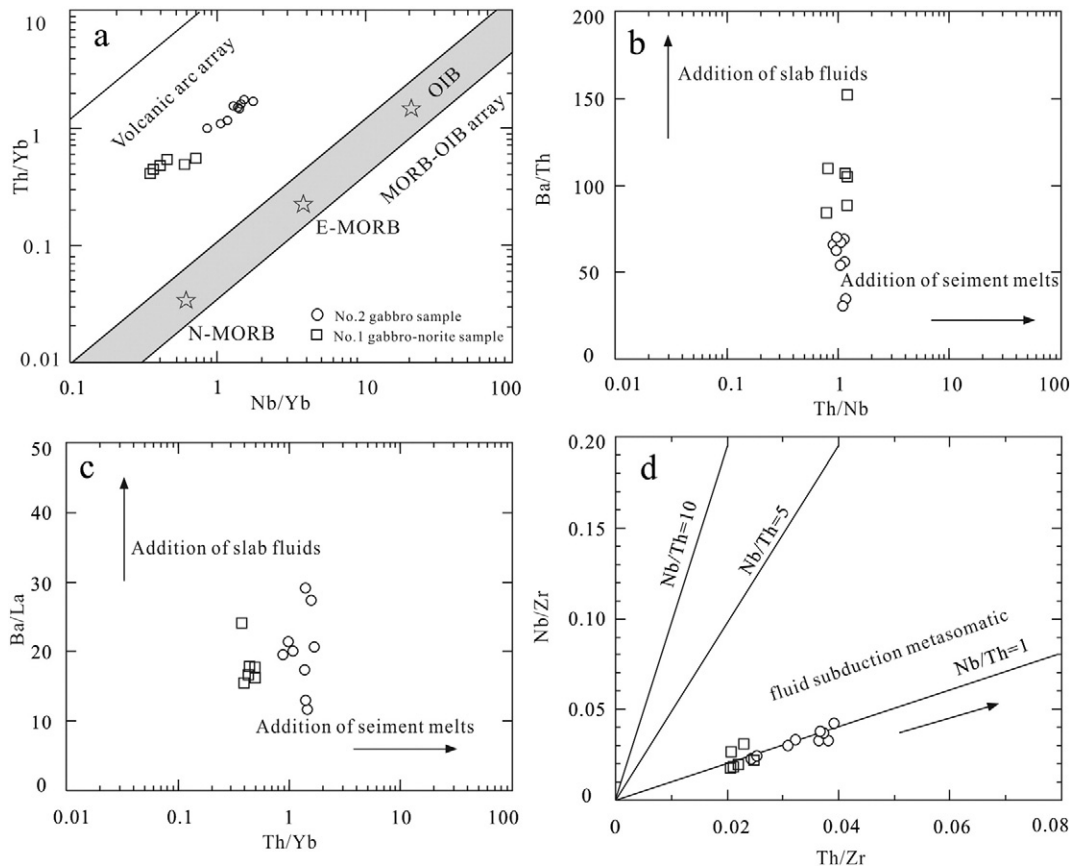 a
Th/Yb
10
1
0.1
0.01
Volcanic arc array
OIB
MORB-OIB array
E-MORB
N-MORB
No.2 gabbro sample
No.1 gabbro-norite sample
0.1
1
10
100
Nb/Yb
b
Ba/Th
200
150
100
50
0
Addition of slab fluids
Addition of seiment melts
0.01
0.1
1
10
100
Th/Nb
c
Ba/La
50
40
30
20
10
0
Addition of slab fluids
Addition of seiment melts
0.01
0.1
1
10
100
Th/Yb
d
Nb/Zr
0.20
0.15
0.10
0.05
0
Nb/Th=10
Nb/Th=5
fluid subduction metasomatic
Nb/Th=1
0
0.02
0.04
0.06
0.08
Th/Zr